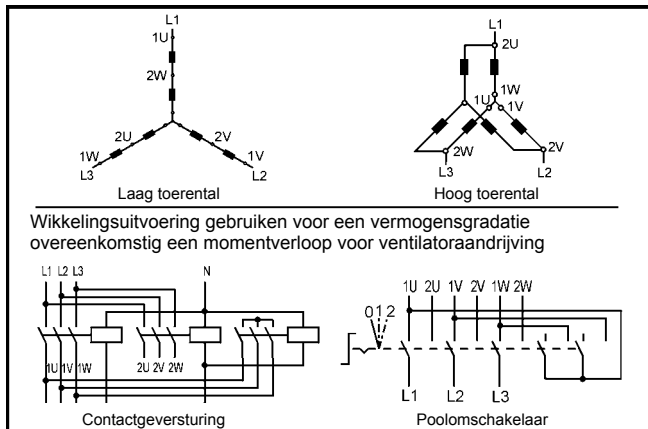 L1
1U
2W
2U
2V
1W
1V
L3
L2
Laag toerental
L1
2U
1W
1U
1V
2W
2V
L3
L2
Hoog toerental
Wikkelingsuitvoering gebruiken voor een vermogensgradatie
overeenkomstig een momentverloop voor ventilatoraandrijving
L1 L2 L3 N
1U 1V 1W 2U 2V 2W
Contactgeversturing
1U 2U 1V 2V 1W 2W
0 1 2
L1 L2 L3
Poolomschakelaar